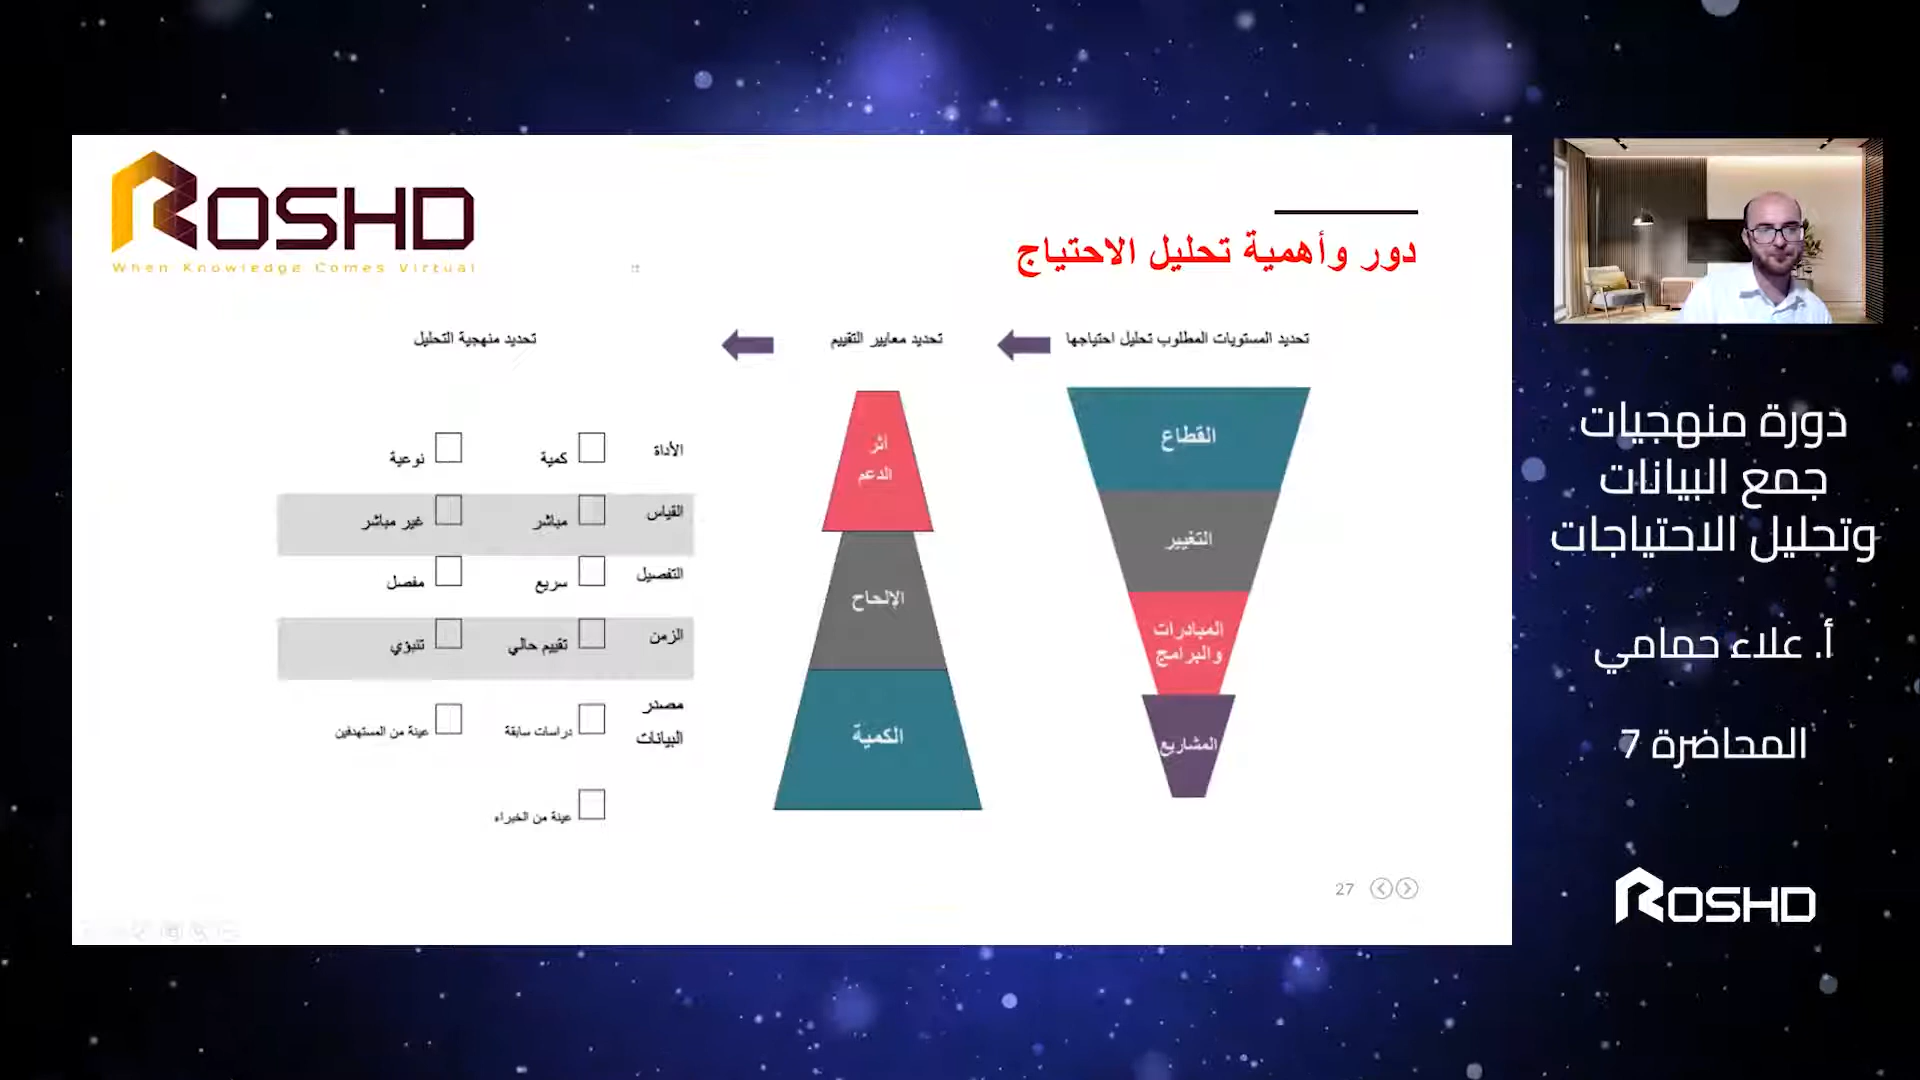 ROSHD
When Knowledge Comes Virtual
دور وأهمية تحليل الاحتياج
تحديد المستويات المطلوب تحليل احتياجها
القطاع
التغيير
المبادرات
والبرامج
المشاريع
تحديد معايير التقييم
اثر
الدعم
الإلحاح
الكمية
تحديد منهجية التحليل
الأداة كمية نوعية
القياس مباشر غير مباشر
التفصيل سريع مفصل
الزمن تقييم حالي تنبؤي
مصدر
البيانات
دراسات سابقة عينة من المستهدفين
عينة من الخبراء
27
دورة منهجيات
جمع البيانات
وتحليل الاحتياجات
أ. علاء حمامي
المحاضرة 7
ROSHD